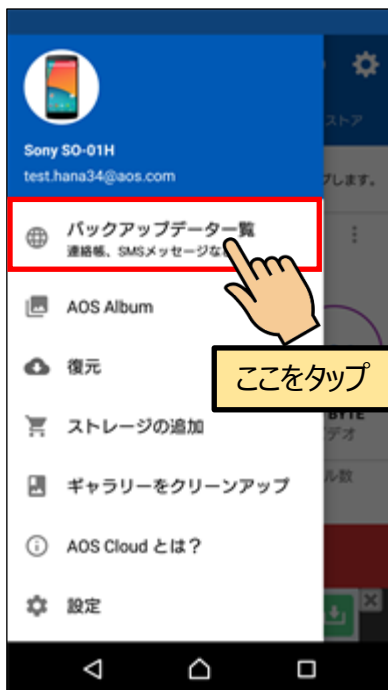 Sony SO-01H
test.hana34@aos.com
ストア
プします。
バックアップデータ一覧
連絡帳、SMSメッセージな
AOS Album
復元
ここをタップ
BYTE
デオ
ストレージの追加
ル数
ギャラリーをクリーンアップ
AOS Cloud とは？
設定